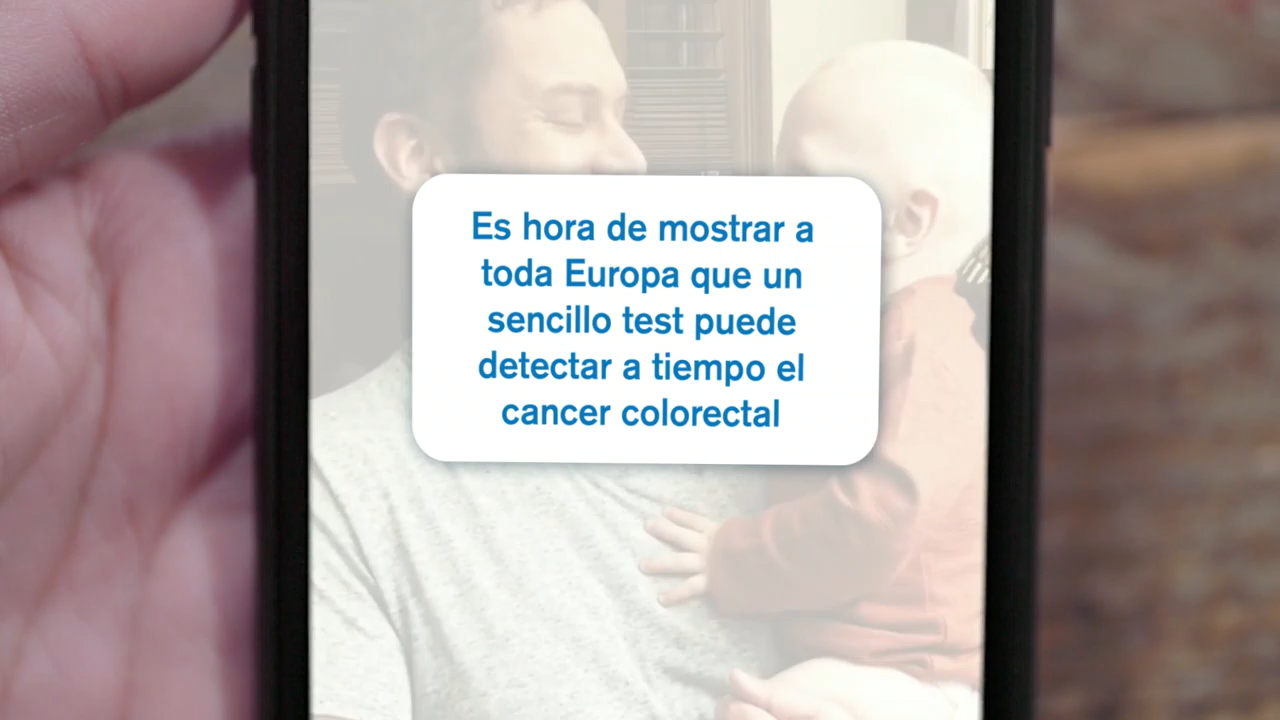 Es hora de mostrar a
toda Europa que un
sencillo test puede
detectar a tiempo el
cancer colorectal